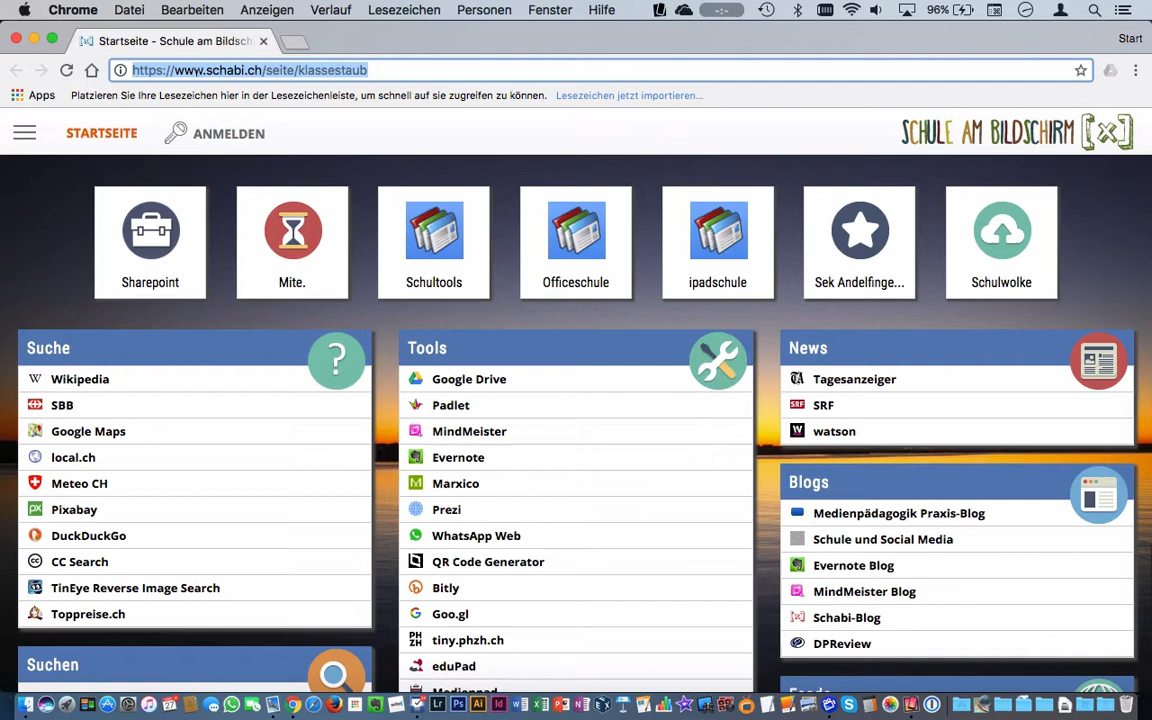 Chrome Datei Bearbeiten Anzeigen Verlauf Lesezeichen Personen Fenster Hilfe 96%
Startseite - Schule am Bildsch
Start
https://www.schabi.ch/seite/klassestaub
Apps Platzieren Sie Ihre Lesezeichen hier in der Lesezeichenleiste, um schnell auf sie zugreifen zu können. Lesezeichen jetzt importieren...
STARTSEITE ANMELDEN SCHULE AM BILDSCHIRM [x]
Sharepoint Mite. Schultools Officeschule ipadschule Sek Andelfinge... Schulwolke
Suche
Wikipedia
SBB
Google Maps
local.ch
Meteo CH
Pixabay
DuckDuckGo
CC Search
TinEye Reverse Image Search
Toppreise.ch
Suchen
Tools
Google Drive
Padlet
MindMeister
Evernote
Marxico
Prezi
WhatsApp Web
QR Code Generator
Bitly
Goo.gl
tiny.phzh.ch
eduPad
News
Tagesanzeiger
SRF
watson
Blogs
Medienpädagogik Praxis-Blog
Schule und Social Media
Evernote Blog
MindMeister Blog
Schabi-Blog
DPReview